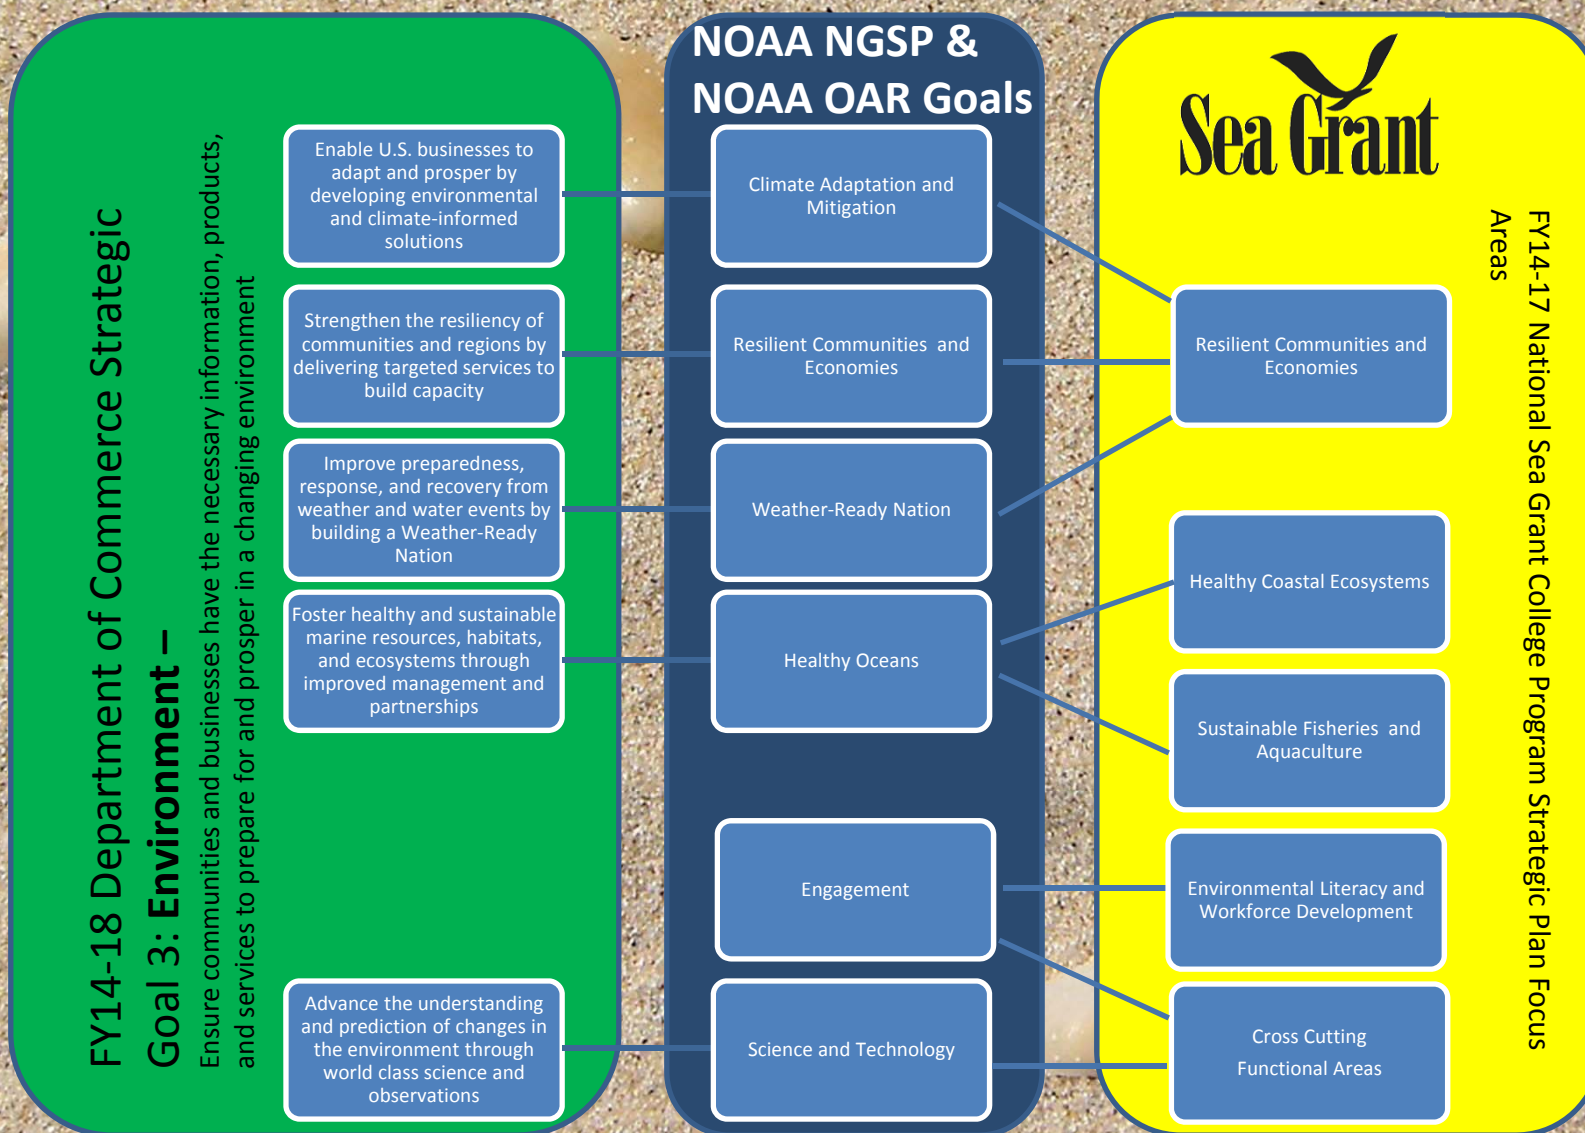 FY14-18 Department of Commerce Strategic
Goal 3: Environment –
Ensure communities and businesses have the necessary information, products,
and services to prepare for and prosper in a changing environment
Enable U.S. businesses to
adapt and prosper by
developing environmental
and climate-informed
solutions
Strengthen the resiliency of
communities and regions by
delivering targeted services to
build capacity
Improve preparedness,
response, and recovery from
weather and water events by
building a Weather-Ready
Nation
Foster healthy and sustainable
marine resources, habitats,
and ecosystems through
improved management and
partnerships
Advance the understanding
and prediction of changes in
the environment through
world class science and
observations
NOAA NGSP &
NOAA OAR Goals
Climate Adaptation and
Mitigation
Resilient Communities and
Economies
Weather-Ready Nation
Healthy Oceans
Engagement
Science and Technology
Sea Grant
Resilient Communities and
Economies
Healthy Coastal Ecosystems
Sustainable Fisheries and
Aquaculture
Environmental Literacy and
Workforce Development
Cross Cutting
Functional Areas
FY14-17 National Sea Grant College Program Strategic Plan Focus
Areas